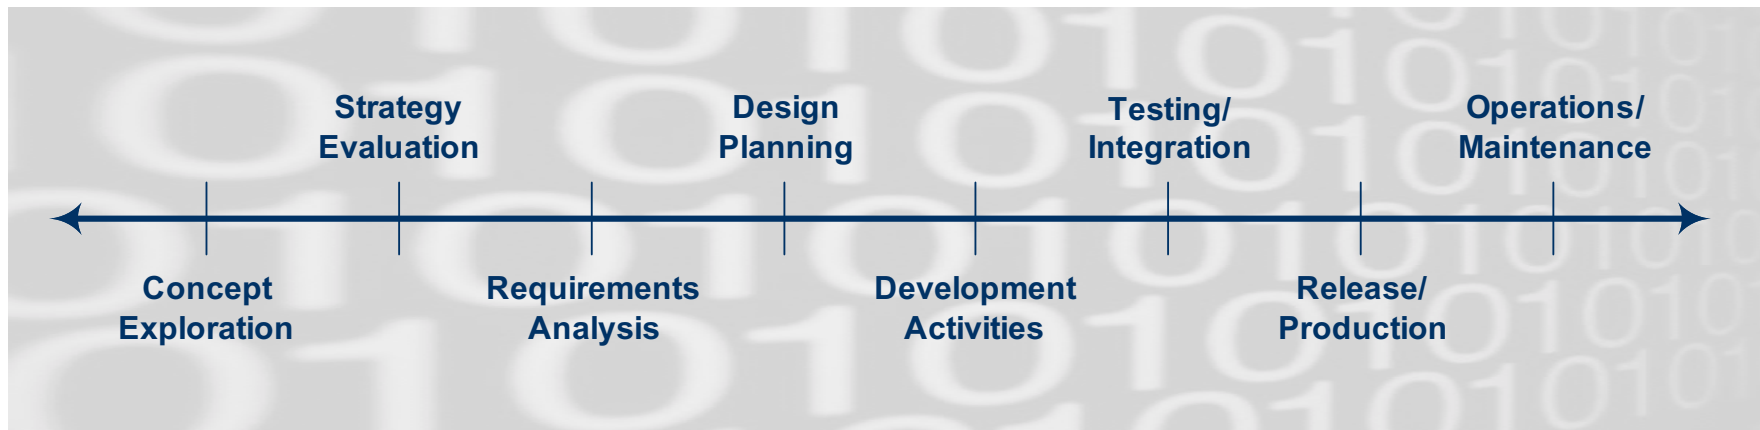 Concept
Exploration
Strategy
Evaluation
Requirements
Analysis
Design
Planning
Development
Activities
Testing/
Integration
Release/
Production
Operations/
Maintenance